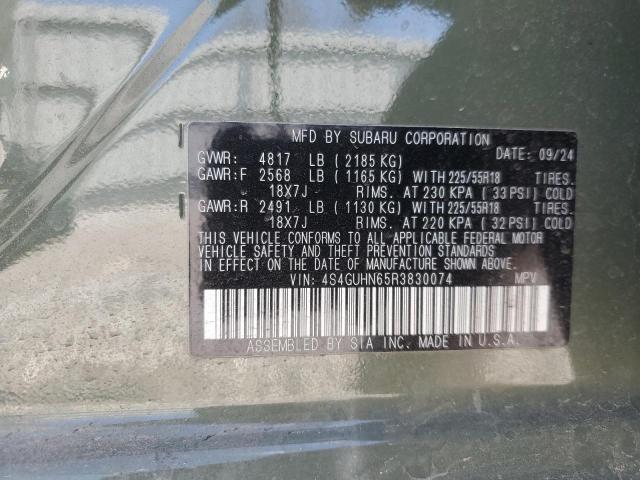 MFD BY SUBARU CORPORATION
GVWR: 4817 LB (2185 KG) DATE: 09/24
GAWR:F 2568 LB (1165 KG) WITH 225/55R18 TIRES.
18X7J RIMS. AT 230 KPA (33 PSI) COLD
GAWR:R 2491 LB (1130 KG) WITH 225/55R18 TIRES.
18X7J RIMS. AT 220 KPA (32 PSI) COLD
THIS VEHICLE CONFORMS TO ALL APPLICABLE FEDERAL MOTOR
VEHICLE SAFETY AND THEFT PREVENTION STANDARDS
IN EFFECT ON THE DATE OF MANUFACTURE SHOWN ABOVE.
VIN: 4S4GUHN65R3830074 MPV
ASSEMBLED BY SIA INC. MADE IN U.S.A.